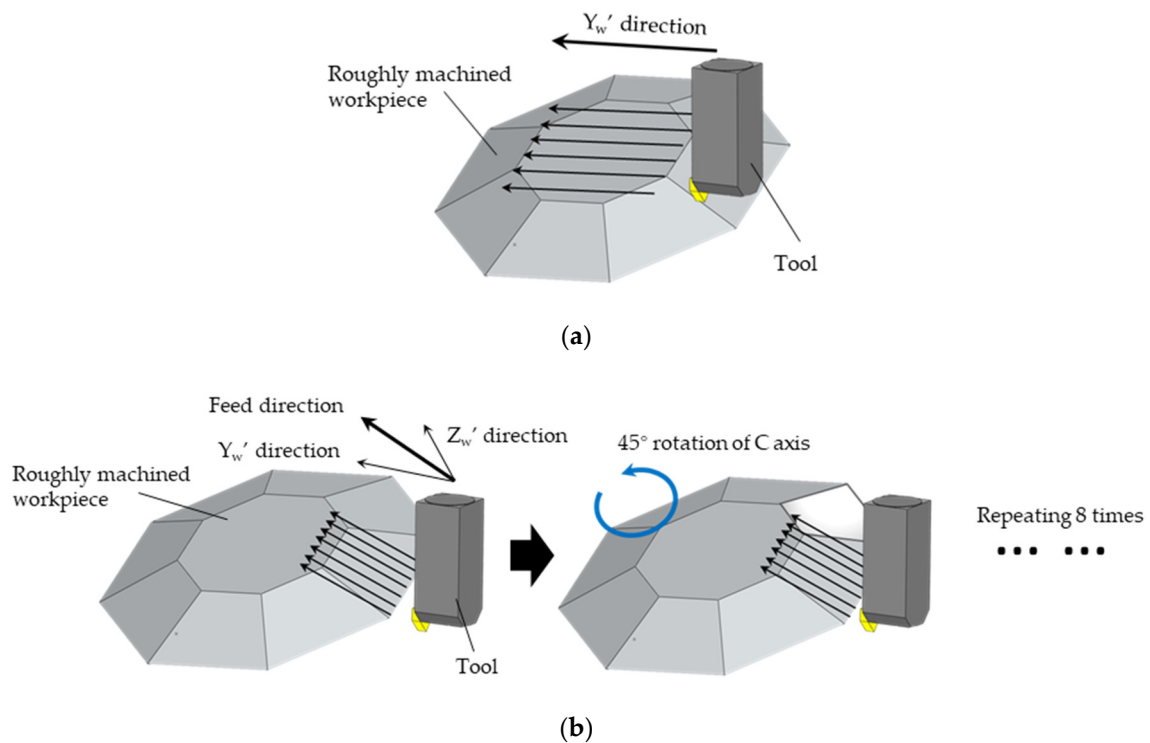 Yw′ direction
Roughly machined
workpiece
Tool
(a)
Feed direction
Zw′ direction
Yw′ direction
Roughly machined
workpiece
Tool
45° rotation of C axis
Repeating 8 times
... ...
(b)